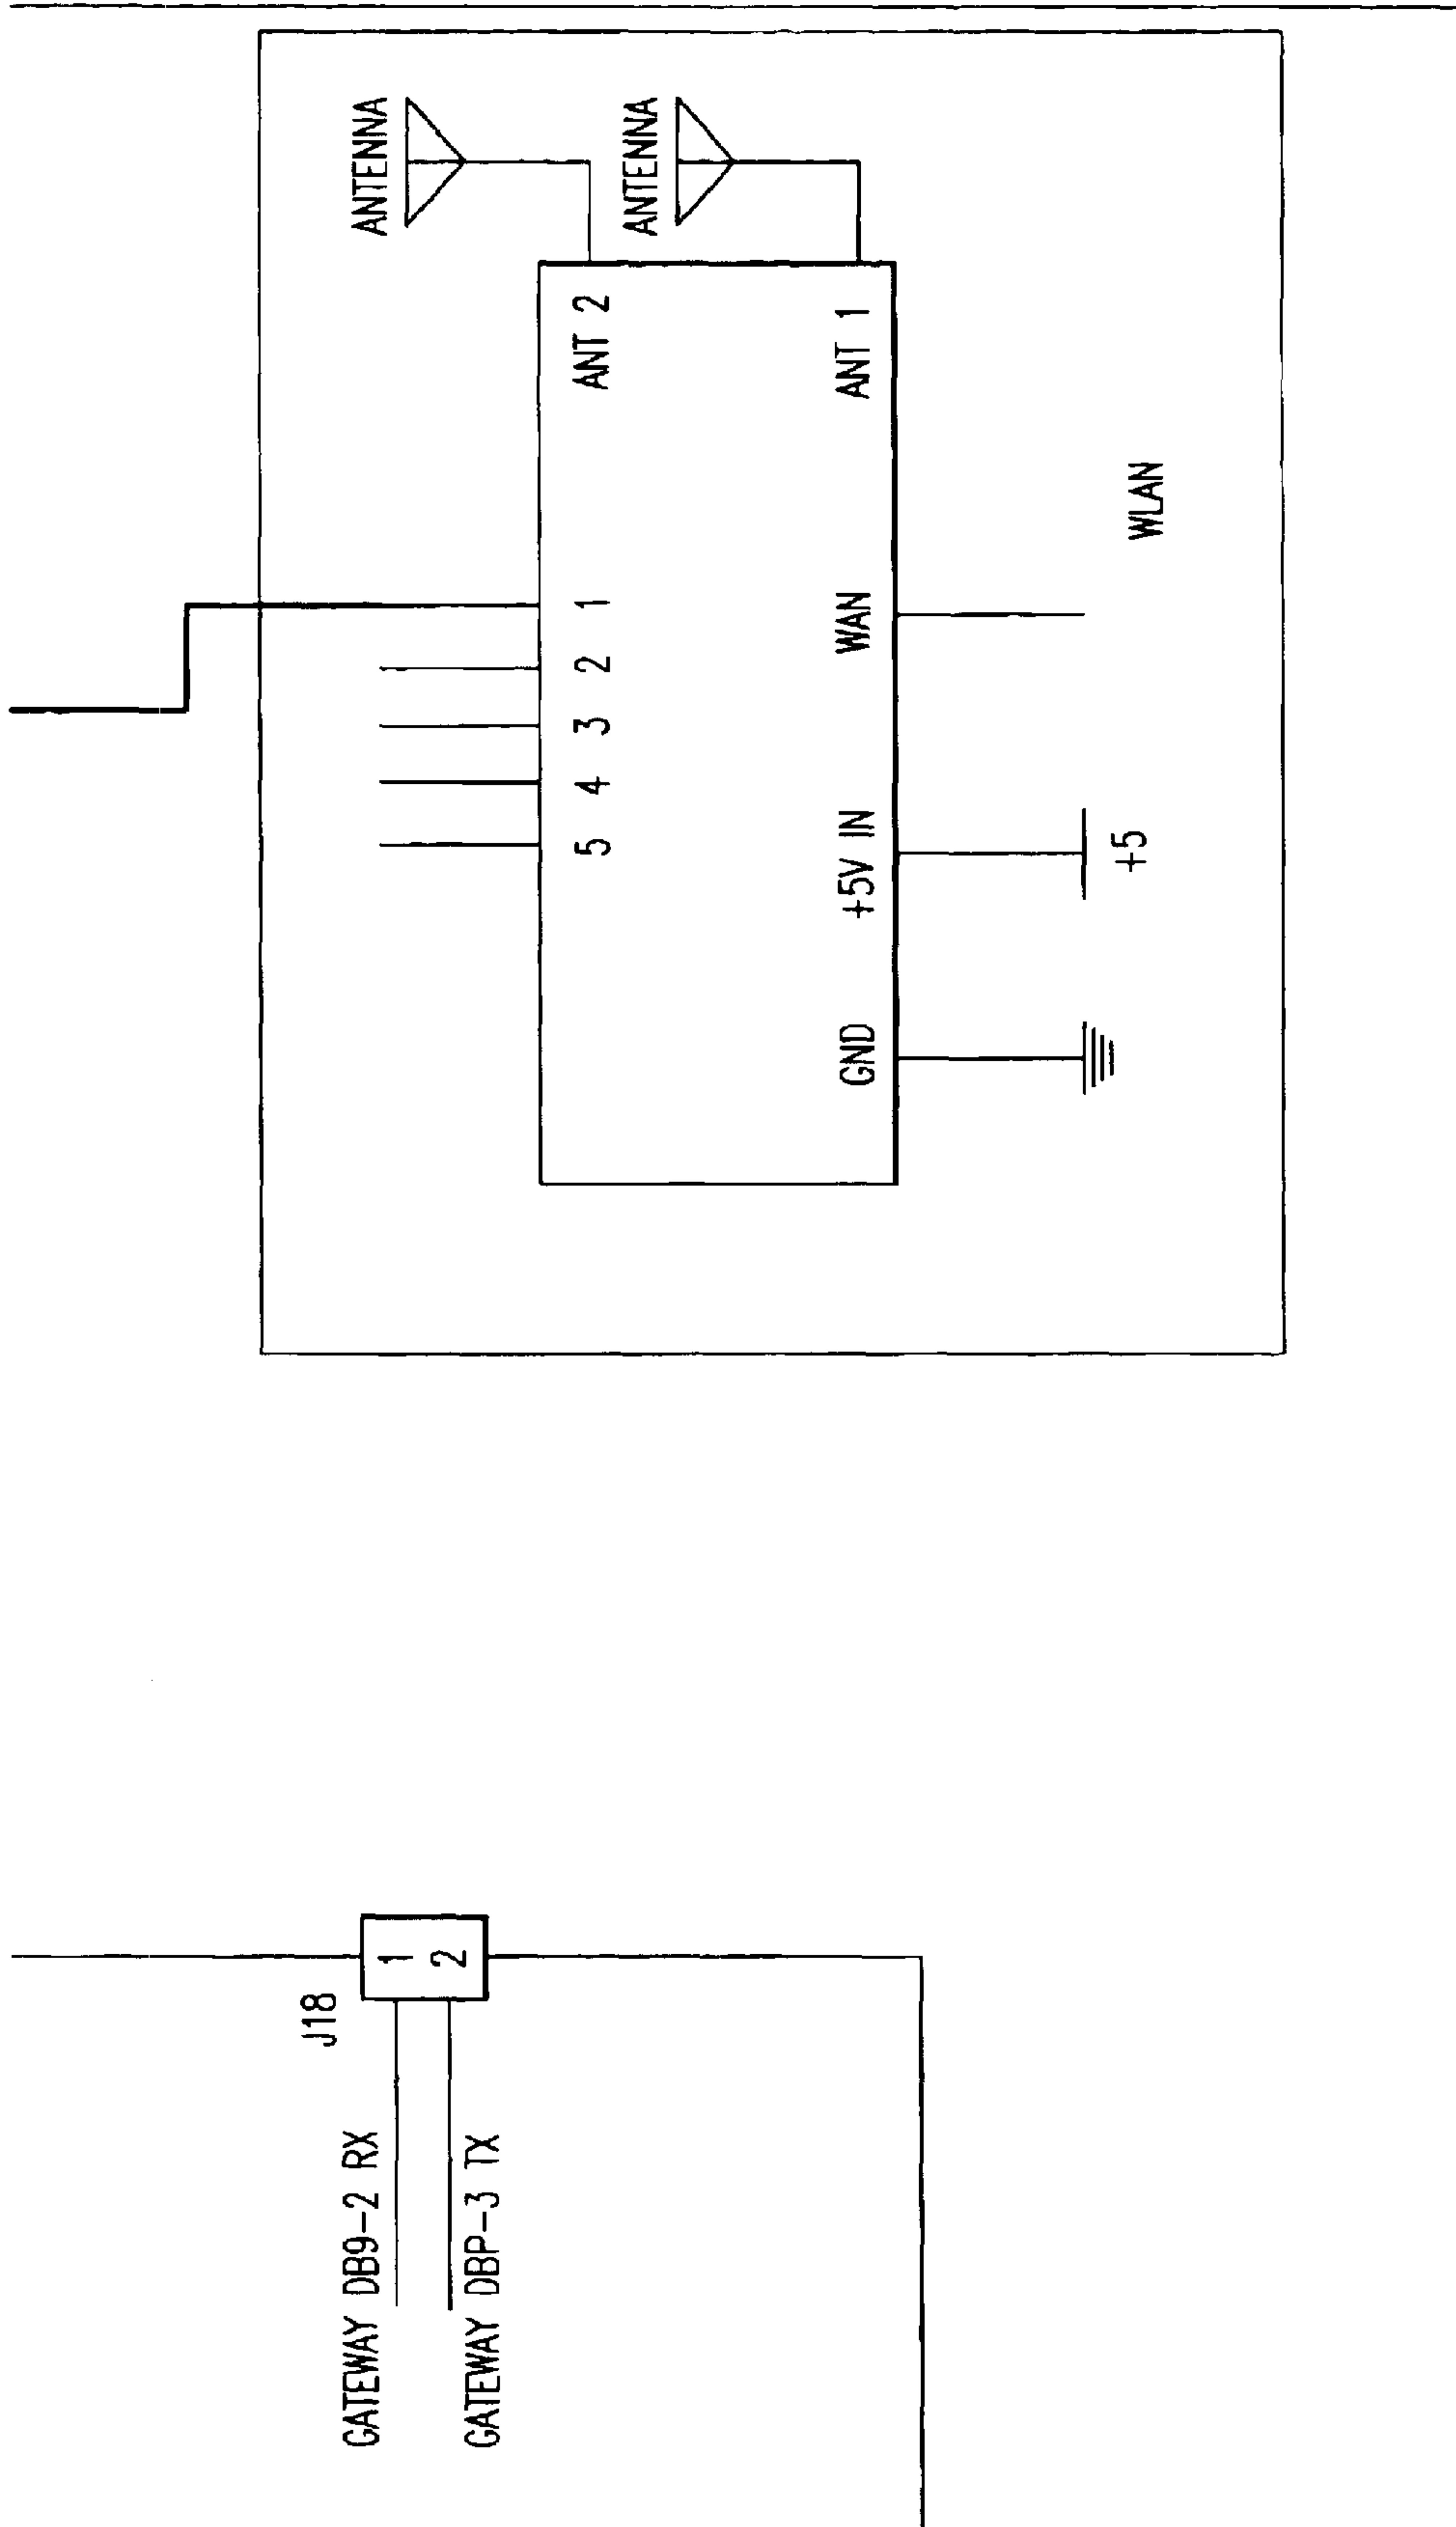 GATEWAY DB9-2 RX
GATEWAY DBP-3 TX
J18
1
2
5 4 3 2 1
ANT 2
ANTENNA
ANTENNA
GND +5V IN WAN ANT 1
+5
WLAN